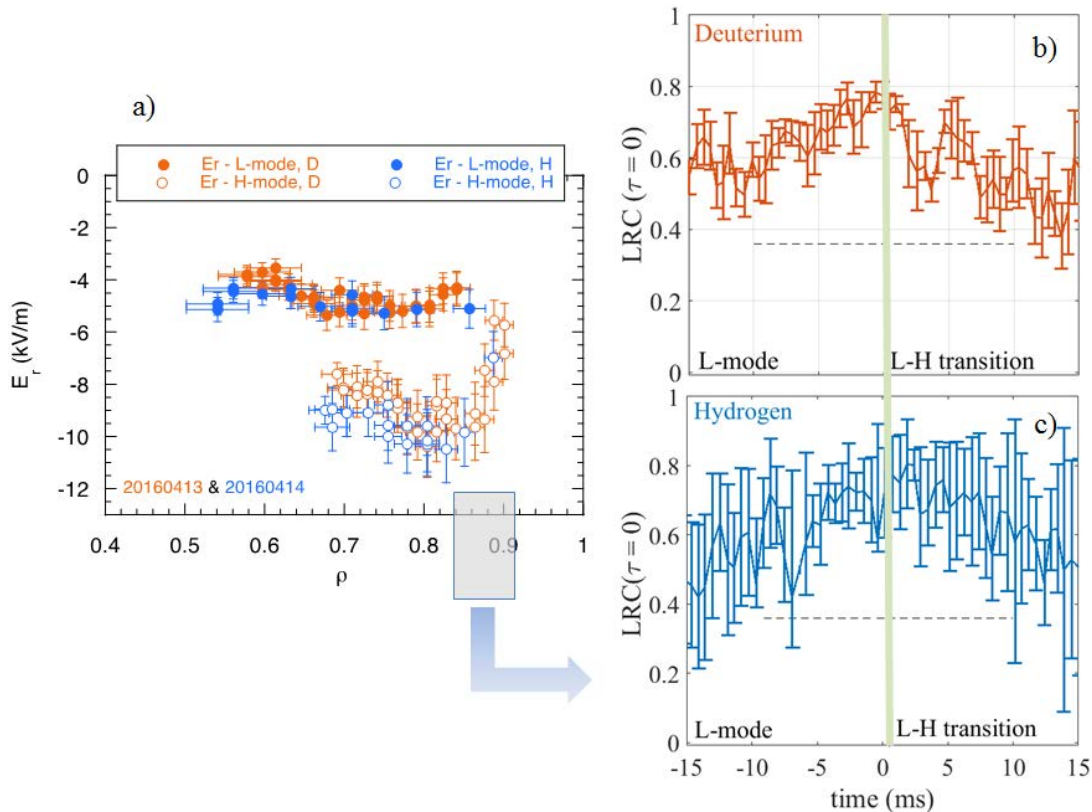 a)
Er - L-mode, D
Er - L-mode, H
Er - H-mode, D
Er - H-mode, H
0
-2
-4
-6
-8
-10
-12
E_r (kV/m)
20160413 & 20160414
0.4 0.5 0.6 0.7 0.8 0.9 1
ρ
Deuterium
b)
1
0.8
0.6
0.4
0.2
0
LRC (τ = 0)
L-mode
L-H transition
Hydrogen
c)
1
0.8
0.6
0.4
0.2
0
LRC(τ = 0)
L-mode
L-H transition
-15 -10 -5 0 5 10 15
time (ms)